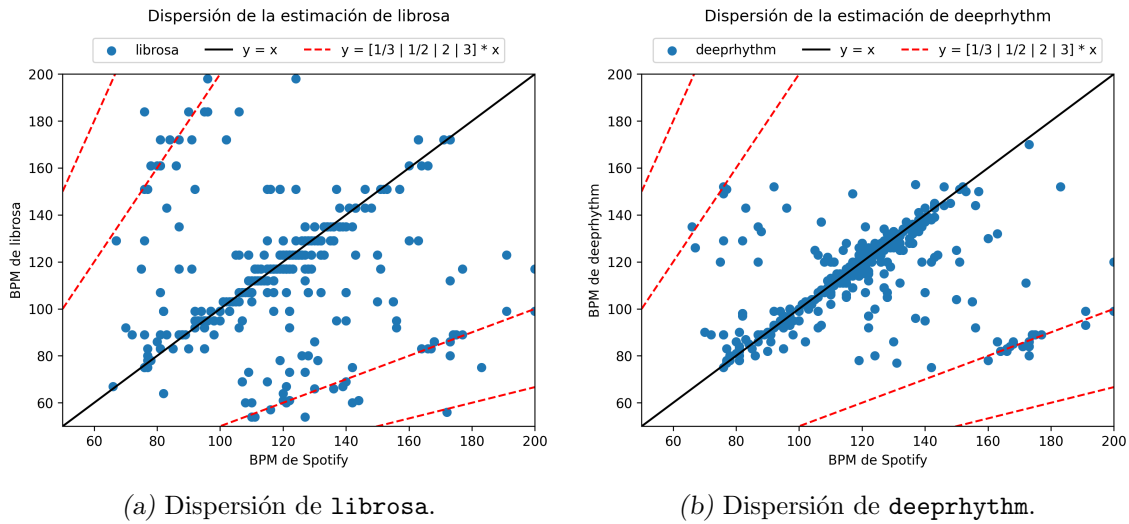 Dispersión de la estimación de librosa
librosa y = x y = [1/3 | 1/2 | 2 | 3] * x
200
180
160
140
120
100
80
60
BPM de librosa
60 80 100 120 140 160 180 200
BPM de Spotify
(a) Dispersión de librosa.
Dispersión de la estimación de deeprhythm
deeprhythm y = x y = [1/3 | 1/2 | 2 | 3] * x
200
180
160
140
120
100
80
60
BPM de deeprhythm
60 80 100 120 140 160 180 200
BPM de Spotify
(b) Dispersión de deeprhythm.